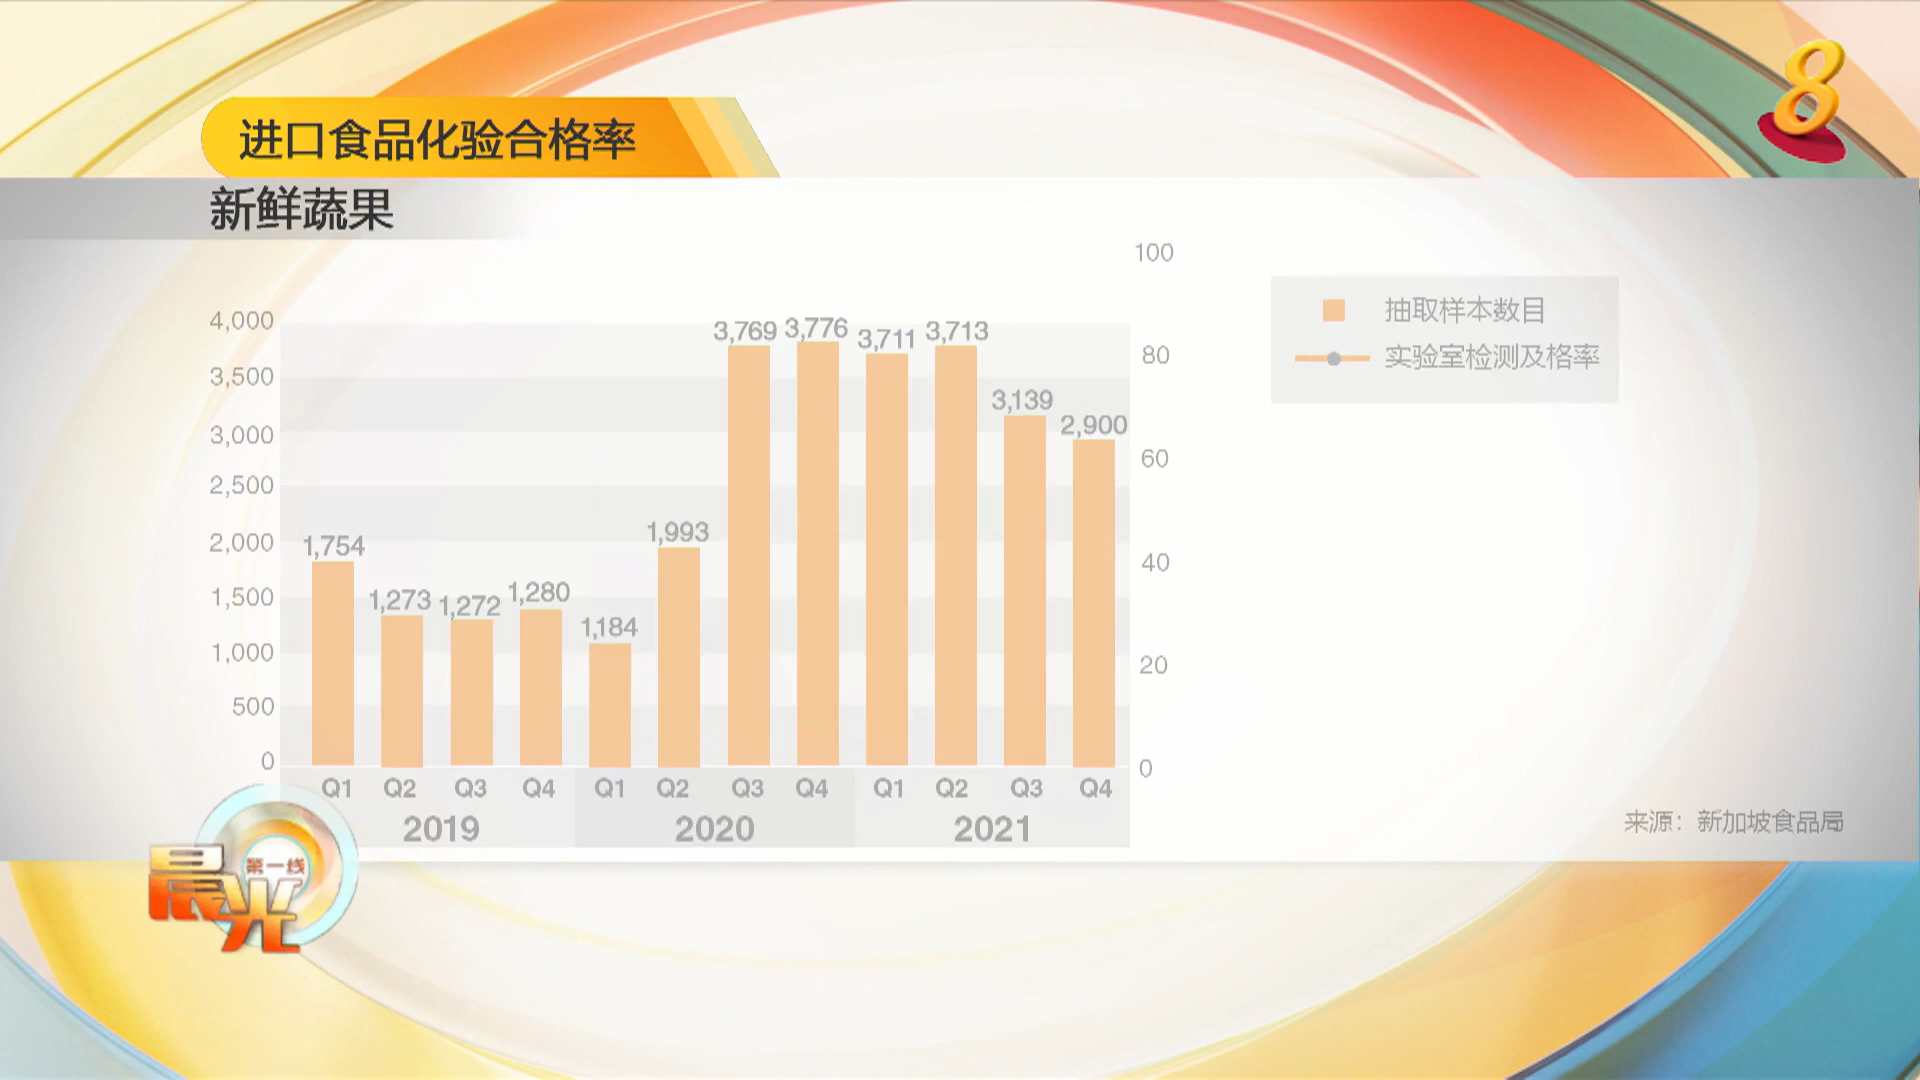 8
进口食品化验合格率
新鲜蔬果
100
抽取样本数目
4,000
3,769 3,776 3,711 3,713
80
实验室检测及格率
3,500
3,139
2,900
3,000
60
2,500
2,000
1,754
1,993
40
1,500
1,273 1,272 1,280
1,184
1,000
20
500
0
0
Q1 Q2 Q3 Q4 Q1 Q2 Q3 Q4 Q1 Q2 Q3 Q4
2019 2020 2021
来源：新加坡食品局
晨光
第一线